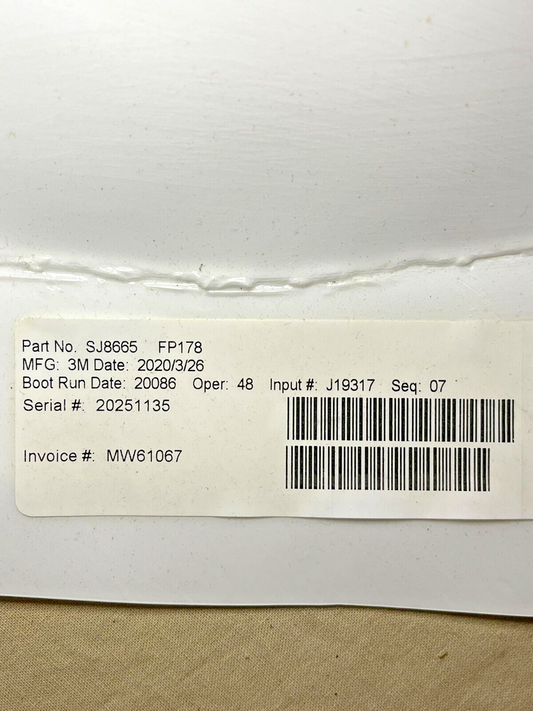 Part No. SJ8665 FP178
MFG: 3M Date: 2020/3/26
Boot Run Date: 20086 Oper: 48 Input #: J19317 Seq: 07
Serial #: 20251135
Invoice #: MW61067